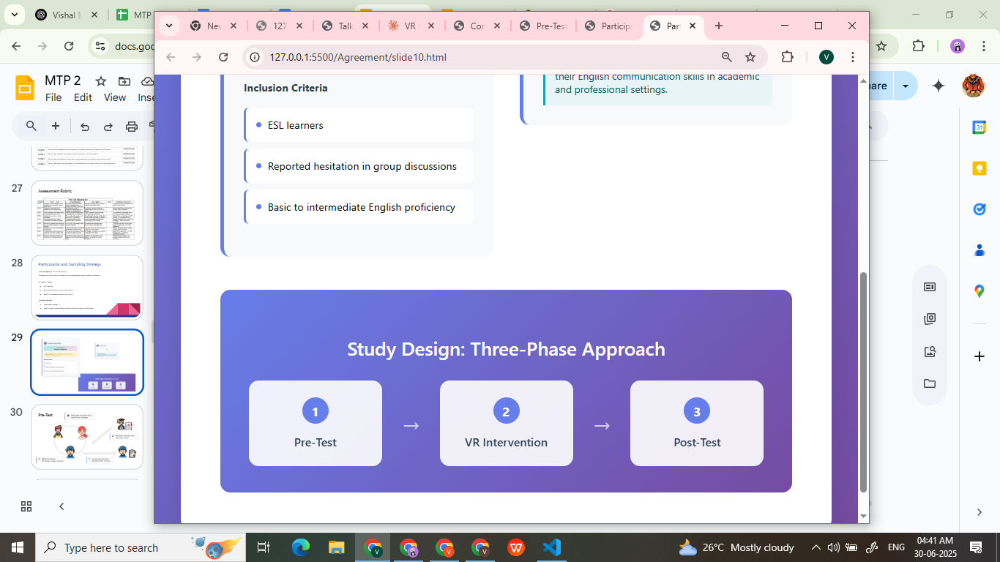 Vishal M
MTP
New
127
Talk
VR
Con
Pre-Test
Particip
Part
docs.goo
127.0.0.1:5500/Agreement/slide10.html
V
MTP 2
File Edit View Inse
are
their English communication skills in academic
and professional settings.
Inclusion Criteria
ESL learners
Reported hesitation in group discussions
Basic to intermediate English proficiency
Study Design: Three-Phase Approach
1
Pre-Test
→
2
VR Intervention
→
3
Post-Test
27
Assessment Rubric
28
Participants and Sampling Strategy
29
30
Pre-Test
31
Type here to search
26°C Mostly cloudy
ENG
04:41 AM
30-06-2025